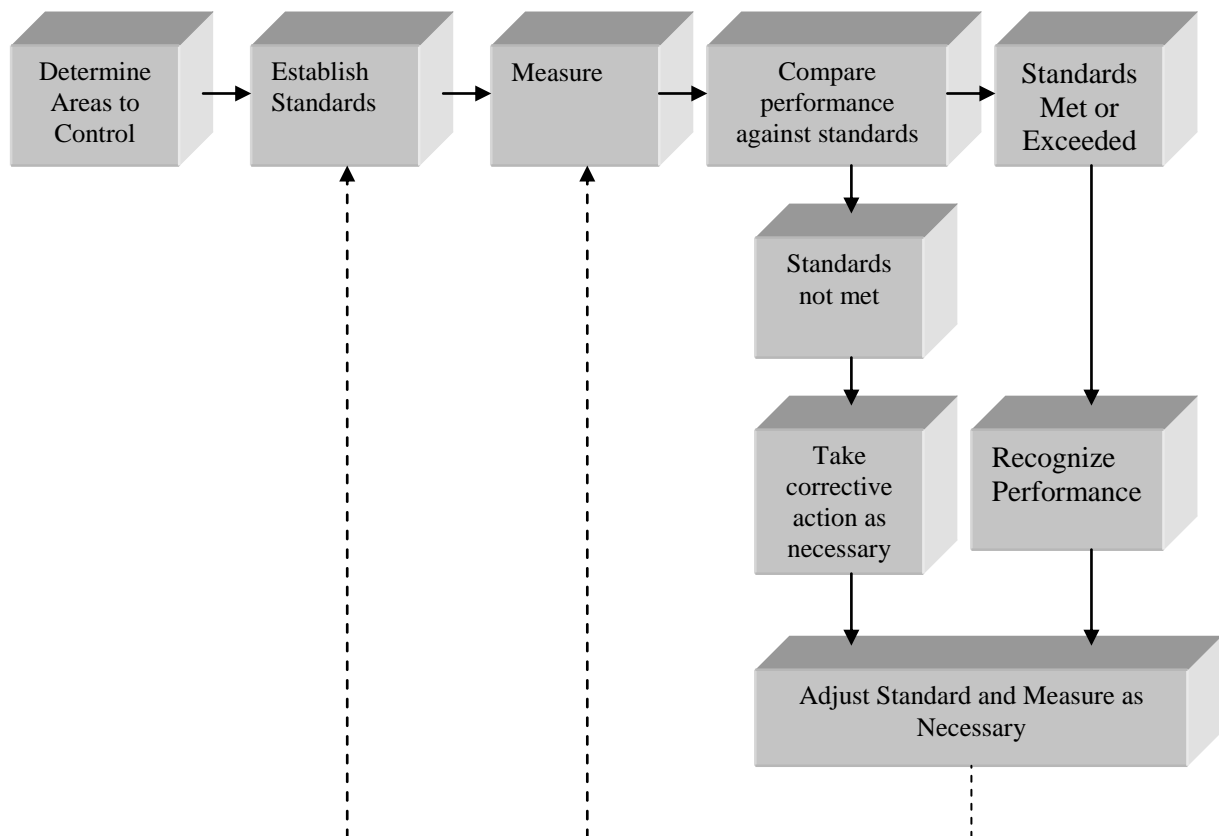 Determine
Areas to
Control
Establish
Standards
Measure
Compare
performance
against standards
Standards
Met or
Exceeded
Standards
not met
Take
corrective
action as
necessary
Recognize
Performance
Adjust Standard and Measure as
Necessary